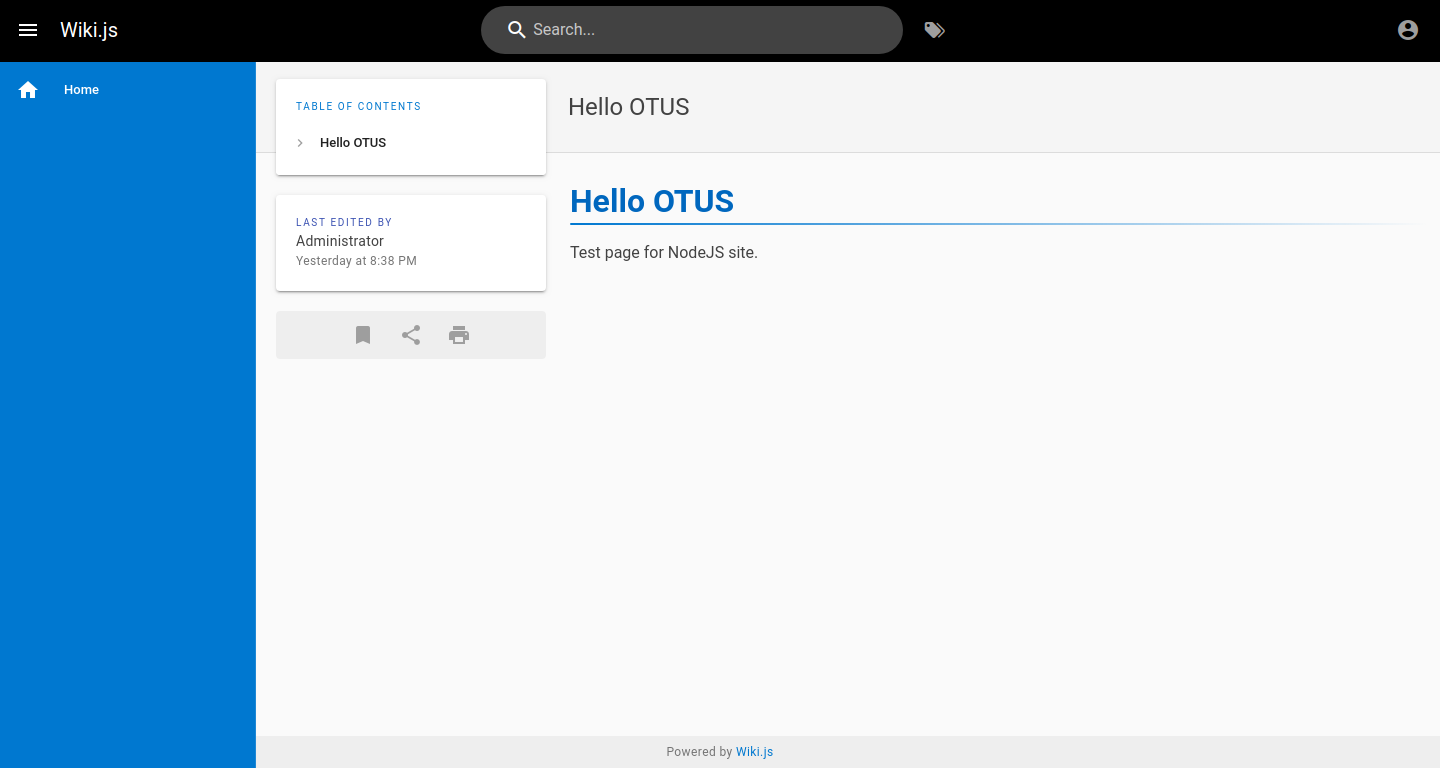 Wiki.js
Search...
Home
TABLE OF CONTENTS
Hello OTUS
LAST EDITED BY
Administrator
Yesterday at 8:38 PM
Hello OTUS
Hello OTUS
Test page for NodeJS site.
Powered by Wiki.js